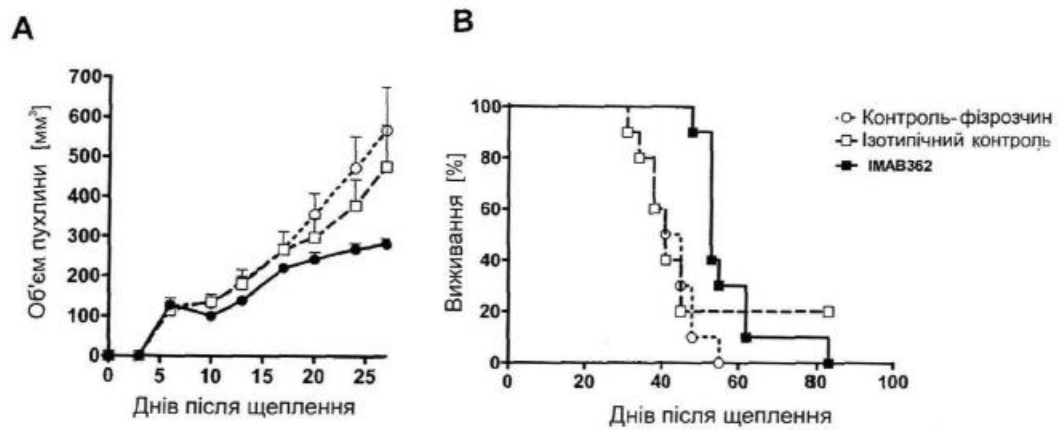 A
Об'єм пухлини [мм³]
700
600
500
400
300
200
100
0
0 5 10 15 20 25
Днів після щеплення
B
Виживання [%]
100
80
60
40
20
0
0 20 40 60 80 100
Днів після щеплення
Контроль-фізрозчин
Ізотипічний контроль
IMAB362